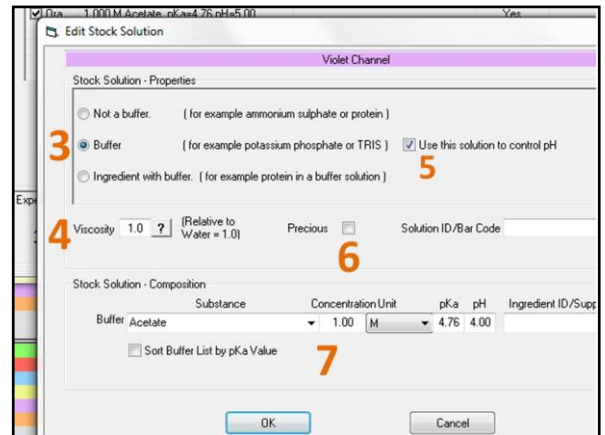 Ora 1.000 M Acetate pKa=4.76 pH=5.00 Yes
Edit Stock Solution
Violet Channel
Stock Solution - Properties
Not a buffer. ( for example ammonium sulphate or protein )
3 Buffer ( for example potassium phosphate or TRIS ) Use this solution to control pH
5
Ingredient with buffer. ( for example protein in a buffer solution )
Expe
4 Viscosity 1.0 ? (Relative to Water = 1.0) Precious Solution ID/Bar Code
6
Stock Solution - Composition
Substance Concentration Unit pKa pH Ingredient ID/Supp
Buffer Acetate 1.00 M 4.76 4.00
Sort Buffer List by pKa Value
7
OK Cancel